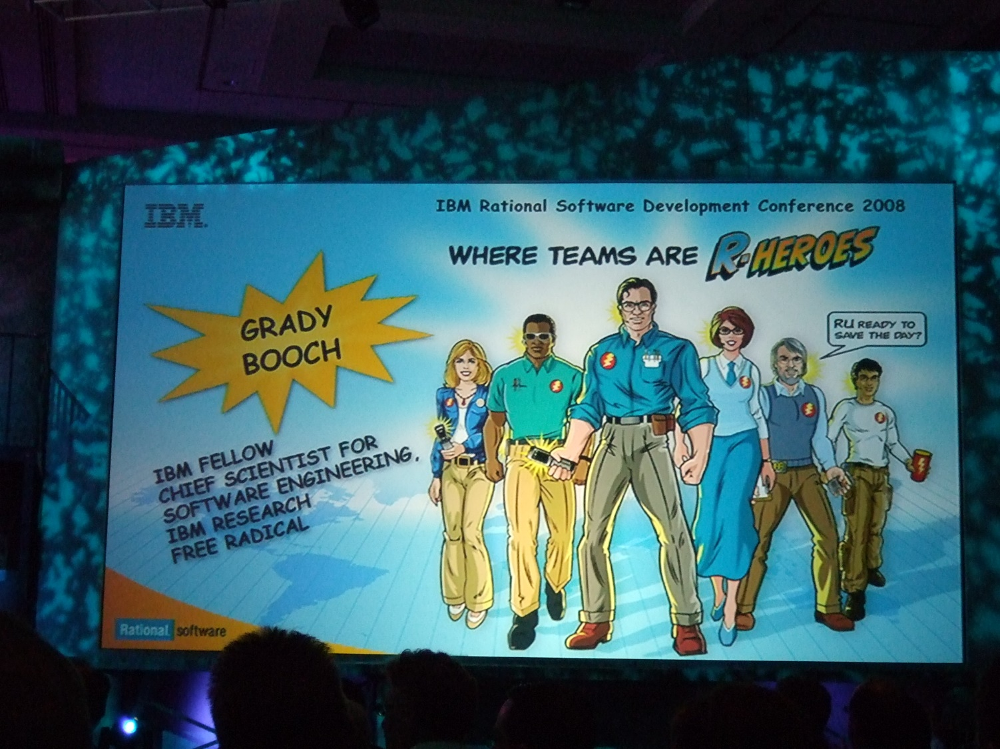 IBM.
IBM Rational Software Development Conference 2008
WHERE TEAMS ARE R-HEROES
GRADY
BOOCH
RU READY TO
SAVE THE DAY?
IBM FELLOW
CHIEF SCIENTIST FOR
SOFTWARE ENGINEERING,
IBM RESEARCH
FREE RADICAL
Rational. software